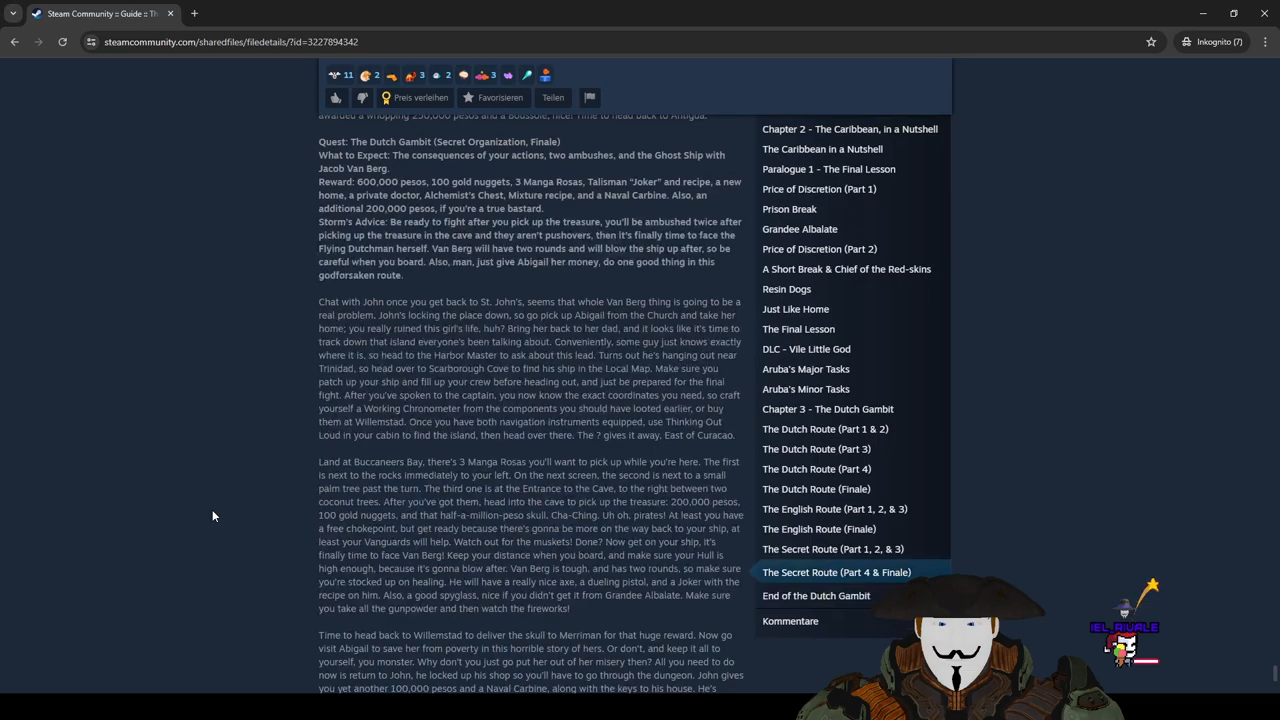 Steam Community :: Guide :: Th
steamcommunity.com/sharedfiles/filedetails/?id=3227894342
Inkognito (7)
11
2
3
2
3
Preis verleihen
Favorisieren
Teilen
awarded a whopping 250,000 pesos and a Boussole, nice! Time to head back to Antigua.
Quest: The Dutch Gambit (Secret Organization, Finale)
What to Expect: The consequences of your actions, two ambushes, and the Ghost Ship with
Jacob Van Berg.
Reward: 600,000 pesos, 100 gold nuggets, 3 Manga Rosas, Talisman "Joker" and recipe, a new
home, a private doctor, Alchemist's Chest, Mixture recipe, and a Naval Carbine. Also, an
additional 200,000 pesos, if you're a true bastard.
Storm's Advice: Be ready to fight after you pick up the treasure, you'll be ambushed twice after
picking up the treasure in the cave and they aren't pushovers, then it's finally time to face the
Flying Dutchman herself. Van Berg will have two rounds and will blow the ship up after, so be
careful when you board. Also, man, just give Abigail her money, do one good thing in this
godforsaken route.
Chat with John once you get back to St. John's, seems that whole Van Berg thing is going to be a
real problem. John's locking the place down, so go pick up Abigail from the Church and take her
home; you really ruined this girl's life, huh? Bring her back to her dad, and it looks like it's time to
track down that island everyone's been talking about. Conveniently, some guy just knows exactly
where it is, so head to the Harbor Master to ask about this lead. Turns out he's hanging out near
Trinidad, so head over to Scarborough Cove to find his ship in the Local Map. Make sure you
patch up your ship and fill up your crew before heading out, and just be prepared for the final
fight. After you've spoken to the captain, you now know the exact coordinates you need, so craft
yourself a Working Chronometer from the components you should have looted earlier, or buy
them at Willemstad. Once you have both navigation instruments equipped, use Thinking Out
Loud in your cabin to find the island, then head over there. The ? gives it away, East of Curacao.
Land at Buccaneers Bay, there's 3 Manga Rosas you'll want to pick up while you're here. The first
is next to the rocks immediately to your left. On the next screen, the second is next to a small
palm tree past the turn. The third one is at the Entrance to the Cave, to the right between two
coconut trees. After you've got them, head into the cave to pick up the treasure: 200,000 pesos,
100 gold nuggets, and that half-a-million-peso skull. Cha-Ching. Uh oh, pirates! At least you have
a free chokepoint, but get ready because there's gonna be more on the way back to your ship, at
least your Vanguards will help. Watch out for the muskets! Done? Now get on your ship, it's
finally time to face Van Berg! Keep your distance when you board, and make sure your Hull is
high enough, because it's gonna blow after. Van Berg is tough, and has two rounds, so make sure
you're stocked up on healing. He will have a really nice axe, a dueling pistol, and a Joker with the
recipe on him. Also, a good spyglass, nice if you didn't get it from Grandee Albalate. Make sure
you take all the gunpowder and then watch the fireworks!
Time to head back to Willemstad to deliver the skull to Merriman for that huge reward. Now go
visit Abigail to save her from poverty in this horrible story of hers. Or don't, and keep it all to
yourself, you monster. Why don't you just go put her out of her misery then? All you need to do
now is return to John, he locked up his shop so you'll have to go through the dungeon. John gives
you yet another 100,000 pesos and a Naval Carbine, along with the keys to his house. He's
Chapter 2 - The Caribbean, in a Nutshell
The Caribbean in a Nutshell
Paralogue 1 - The Final Lesson
Price of Discretion (Part 1)
Prison Break
Grandee Albalate
Price of Discretion (Part 2)
A Short Break & Chief of the Red-skins
Resin Dogs
Just Like Home
The Final Lesson
DLC - Vile Little God
Aruba's Major Tasks
Aruba's Minor Tasks
Chapter 3 - The Dutch Gambit
The Dutch Route (Part 1 & 2)
The Dutch Route (Part 3)
The Dutch Route (Part 4)
The Dutch Route (Finale)
The English Route (Part 1, 2, & 3)
The English Route (Finale)
The Secret Route (Part 1, 2, & 3)
The Secret Route (Part 4 & Finale)
End of the Dutch Gambit
Kommentare